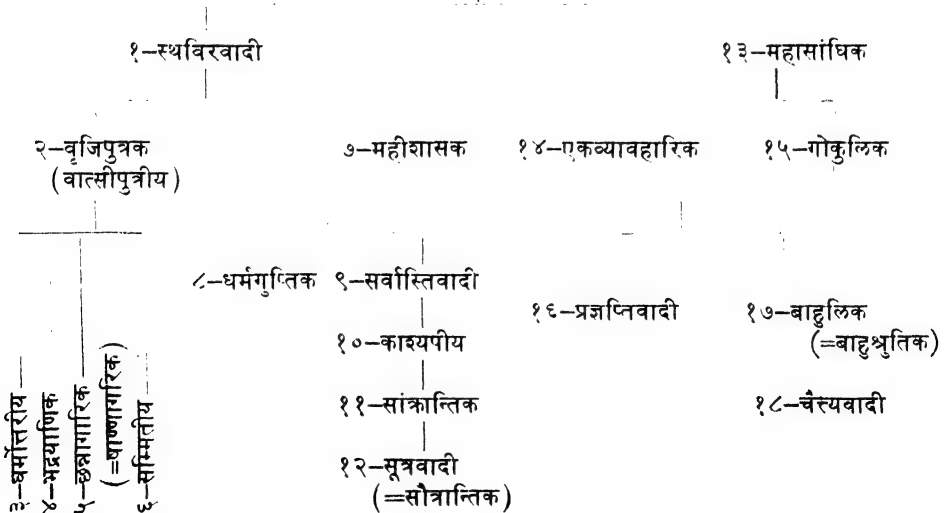 १–स्थविरवादी
१३–महासांघिक
२–वृजिपुत्रक
(वात्सीपुत्रीय)
७–महीशासक
१४–एकव्यावहारिक
१५–गोकुलिक
८–धर्मगुप्तिक
९–सर्वास्तिवादी
१६–प्रज्ञप्तिवादी
१७–बाहुलिक
(=बाहुश्रुतिक)
१०–काश्यपीय
११–सांक्रान्तिक
१८–चैत्यवादी
१२–सूत्रवादी
(=सौत्रान्तिक)
३–धर्मोत्तरीय
४–भद्रयाणिक
५–छन्नागारिक
(=षाण्णागरिक)
६–सम्मितीय